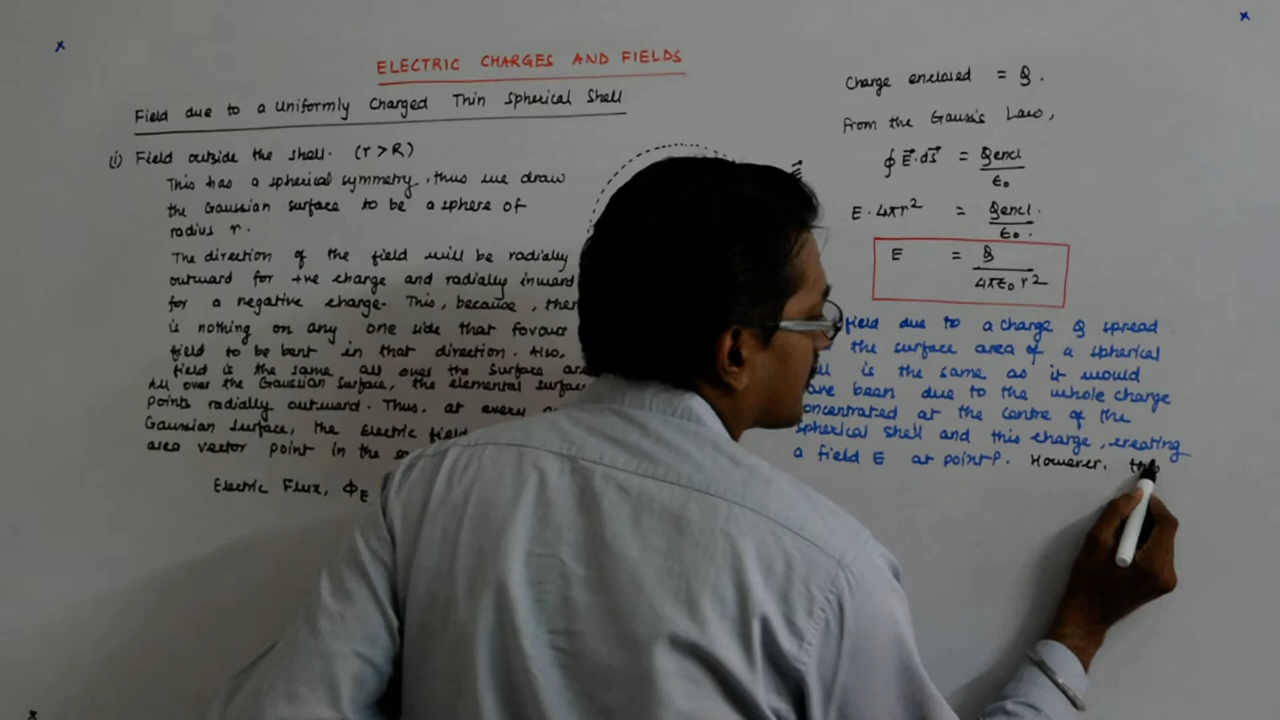 ELECTRIC CHARGES AND FIELDS
Field due to a Uniformly Charged Thin Spherical Shell
(i) Field outside the shell. (r > R)
This has a spherical symmetry, thus we draw
the Gaussian surface to be a sphere of
radius r.
The direction of the field will be radially
outward for +ve charge and radially inward
for a negative charge. This, because, ther
is nothing on any one side that favours
field to be bent in that direction. Also,
field is the same all over the surface are
All over the Gaussian surface, the elemental surface
points radially outward. Thus, at every
Gaussian surface, the Electric field
area vector point in the
Electric Flux, ΦE
Charge enclosed = Q.
From the Gauss's Law,
∮ E⃗·dS⃗ = Qencl / ε0
E · 4πr² = Qencl. / ε0.
E = Q / 4πε0 r²
field due to a charge Q spread
the surface area of a spherical
is the same as it would
been due to the whole charge
concentrated at the centre of the
spherical shell and this charge, creating
a field E at point P. However,